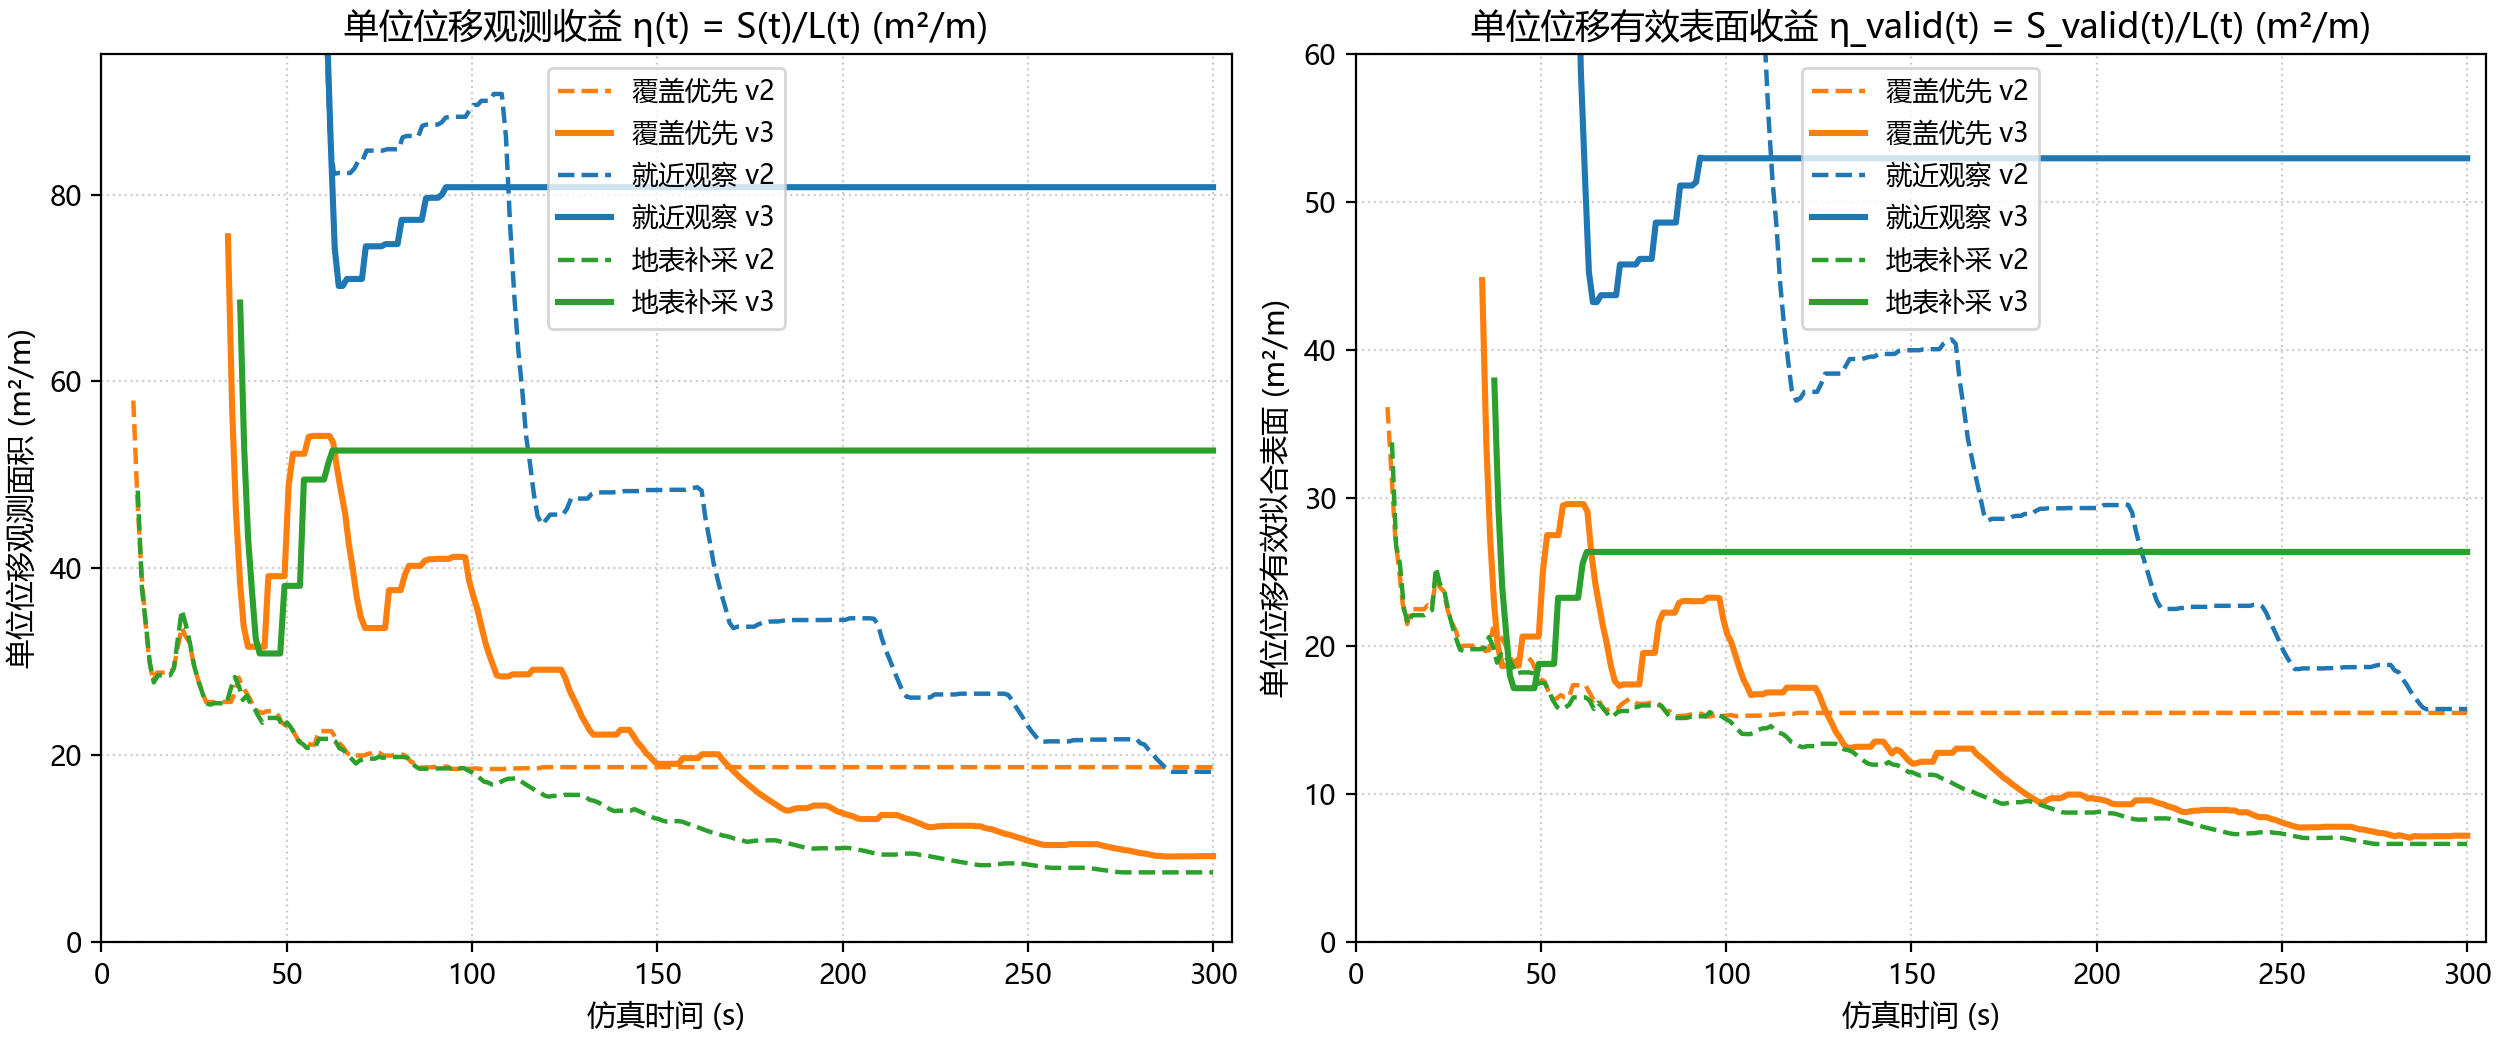 单位位移观测收益 η(t) = S(t)/L(t) (m²/m)
单位位移观测面积 (m²/m)
80
60
40
20
0
0
50
100
150
200
250
300
仿真时间 (s)
覆盖优先 v2
覆盖优先 v3
就近观察 v2
就近观察 v3
地表补采 v2
地表补采 v3
单位位移有效表面收益 η_valid(t) = S_valid(t)/L(t) (m²/m)
单位位移有效拟合表面 (m²/m)
60
50
40
30
20
10
0
0
50
100
150
200
250
300
仿真时间 (s)
覆盖优先 v2
覆盖优先 v3
就近观察 v2
就近观察 v3
地表补采 v2
地表补采 v3